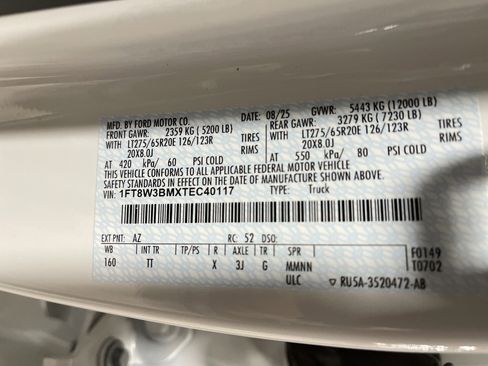 MFD. BY FORD MOTOR CO. DATE: 08/25 GVWR: 5443 KG (12000 LB)
FRONT GAWR: 2359 KG (5200 LB) REAR GAWR: 3279 KG (7230 LB)
WITH LT275/65R20E 126/123R TIRES WITH LT275/65R20E 126/123R TIRES
20X8.0J RIMS 20X8.0J RIMS
AT 420 kPa/ 60 PSI COLD AT 550 kPa/ 80 PSI COLD
THIS VEHICLE CONFORMS TO ALL APPLICABLE FEDERAL MOTOR VEHICLE
SAFETY STANDARDS IN EFFECT ON THE DATE OF MANUFACTURE SHOWN ABOVE.
VIN: 1FT8W3BMXTEC40117 TYPE: Truck
EXT PNT: AZ RC: 52 DSO:
WB INT TR TP/PS R AXLE TR SPR F0149
160 TT X 3J G MMNN T0702
ULC ▽ RU5A-3520472-AB